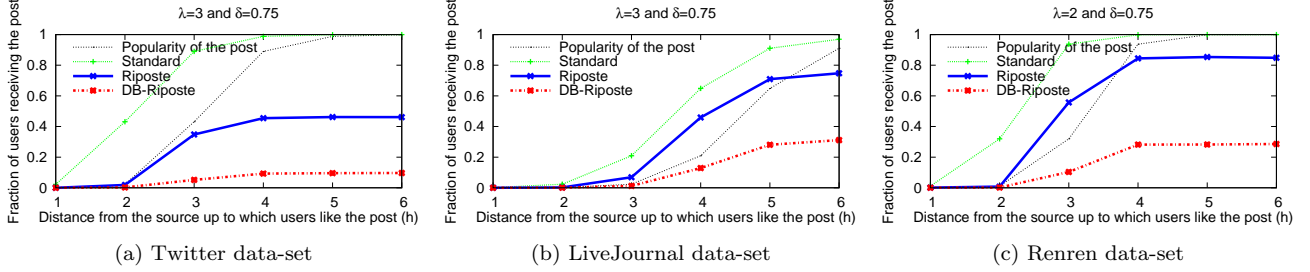 λ=3 and δ=0.75
Fraction of users receiving the post
1
0.8
0.6
0.4
0.2
0
Popularity of the post
Standard
Riposte
DB-Riposte
1 2 3 4 5 6
Distance from the source up to which users like the post (h)
(a) Twitter data-set
λ=3 and δ=0.75
Fraction of users receiving the post
1
0.8
0.6
0.4
0.2
0
Popularity of the post
Standard
Riposte
DB-Riposte
1 2 3 4 5 6
Distance from the source up to which users like the post (h)
(b) LiveJournal data-set
λ=2 and δ=0.75
Fraction of users receiving the post
1
0.8
0.6
0.4
0.2
0
Popularity of the post
Standard
Riposte
DB-Riposte
1 2 3 4 5 6
Distance from the source up to which users like the post (h)
(c) Renren data-set